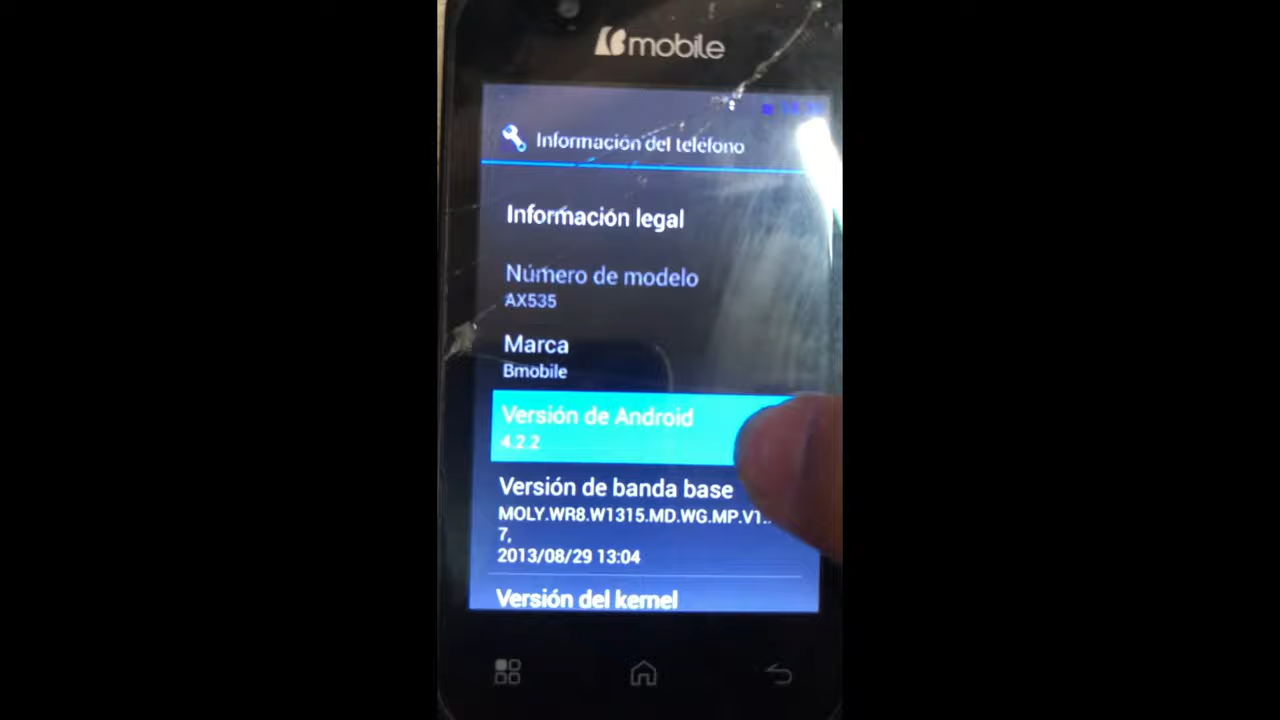 Bmobile
Información del teléfono
Información legal
Número de modelo
AX535
Marca
Bmobile
Versión de Android
4.2.2
Versión de banda base
MOLY.WR8.W1315.MD.WG.MP.V1.
7,
2013/08/29 13:04
Versión del kernel